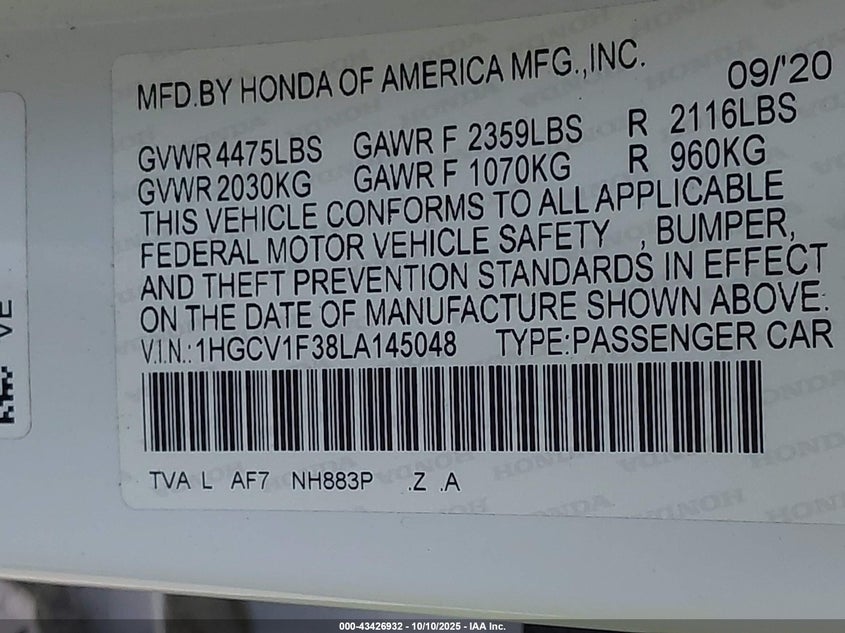 MFD.BY HONDA OF AMERICA MFG.,INC. 09/'20
GVWR 4475LBS GAWR F 2359LBS R 2116LBS
GVWR 2030KG GAWR F 1070KG R 960KG
THIS VEHICLE CONFORMS TO ALL APPLICABLE
FEDERAL MOTOR VEHICLE SAFETY , BUMPER,
AND THEFT PREVENTION STANDARDS IN EFFECT
ON THE DATE OF MANUFACTURE SHOWN ABOVE.
V.I.N.: 1HGCV1F38LA145048 TYPE:PASSENGER CAR
TVA L AF7 NH883P .Z .A
VE
000-43426932 - 10/10/2025 - IAA Inc.